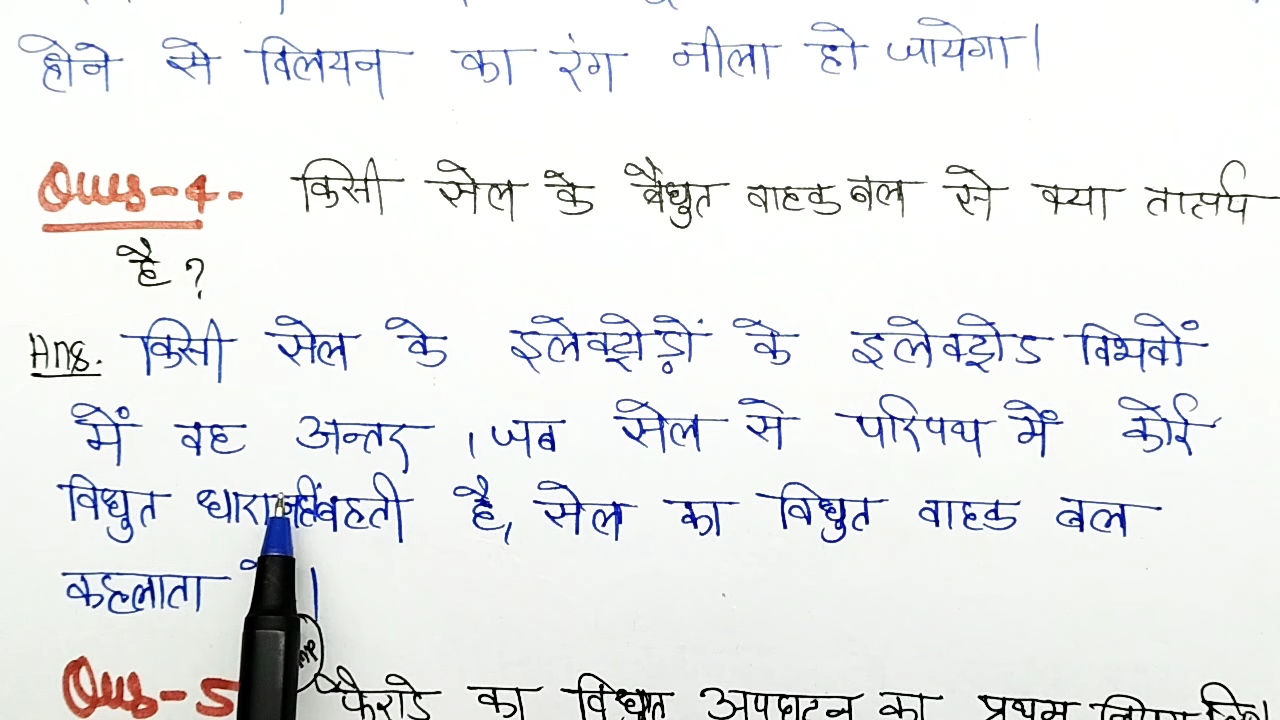 होने से विलियन का रंग नीला हो जायेगा।
Ques-4. किसी सेल के वैधुत वाहक बल से क्या तात्पर्य
है?
Ans. किसी सेल के इलेक्ट्रोड़ों के इलेक्ट्रोड विभवों
में वह अन्तर, जब सेल से परिपथ में कोई
विधुत धारा नहीं बहती है, सेल का विधुत वाहक बल
कहलाता ।
Ques-5 फैराडे का विधुत अपघटन का प्रथम